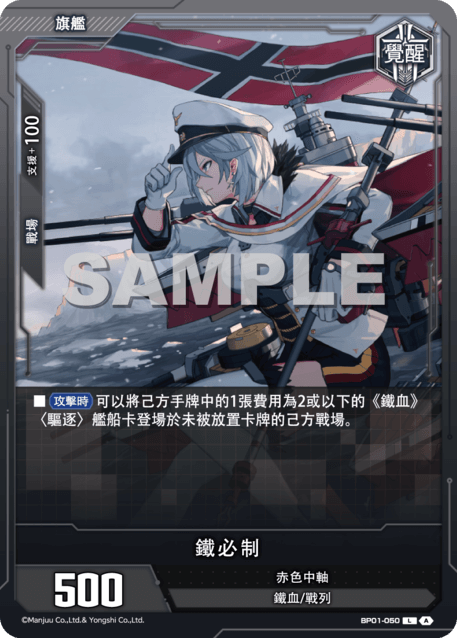 旗艦
覺醒
支援+100
戰場
SAMPLE
■ 攻擊時 可以將己方手牌中的1張費用為2或以下的《鐵血》
〈驅逐〉艦船卡登場於未被放置卡牌的己方戰場。
鐵必制
500
赤色中軸
鐵血/戰列
©Manjuu Co.,Ltd.& Yongshi Co.,Ltd.
BP01-050 L A